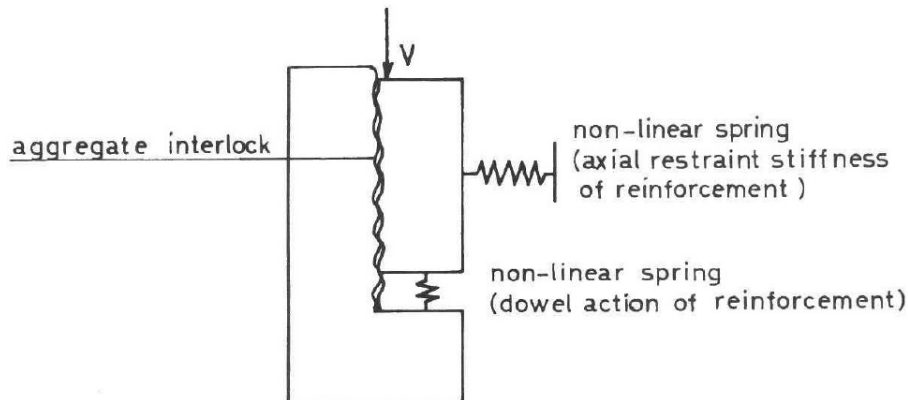 V
aggregate interlock
non-linear spring
(axial restraint stiffness
of reinforcement)
non-linear spring
(dowel action of reinforcement)